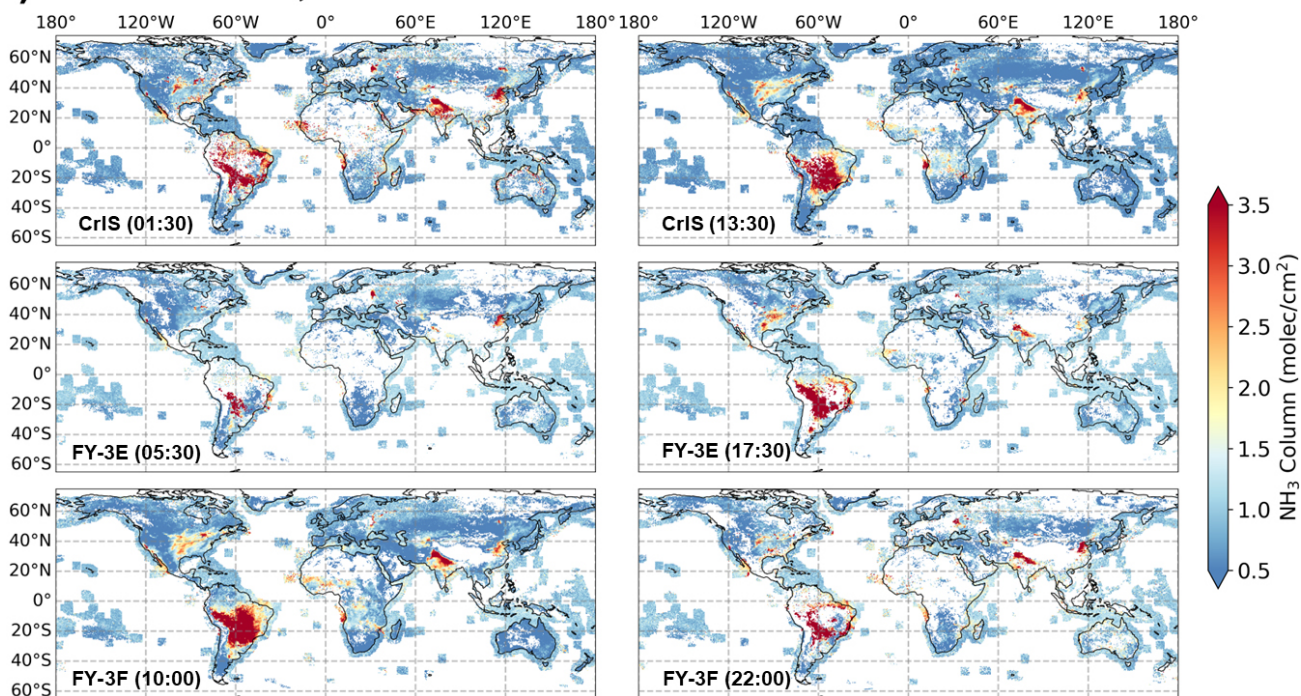 180° 120°W 60°W 0° 60°E 120°E 180° 180° 120°W 60°W 0° 60°E 120°E 180°
60°N
40°N
20°N
0°
20°S
40°S
60°S
CrIS (01:30)
CrIS (13:30)
60°N
40°N
20°N
0°
20°S
40°S
60°S
FY-3E (05:30)
FY-3E (17:30)
60°N
40°N
20°N
0°
20°S
40°S
60°S
FY-3F (10:00)
FY-3F (22:00)
3.5
3.0
2.5
2.0
1.5
1.0
0.5
NH₃ Column (molec/cm²)